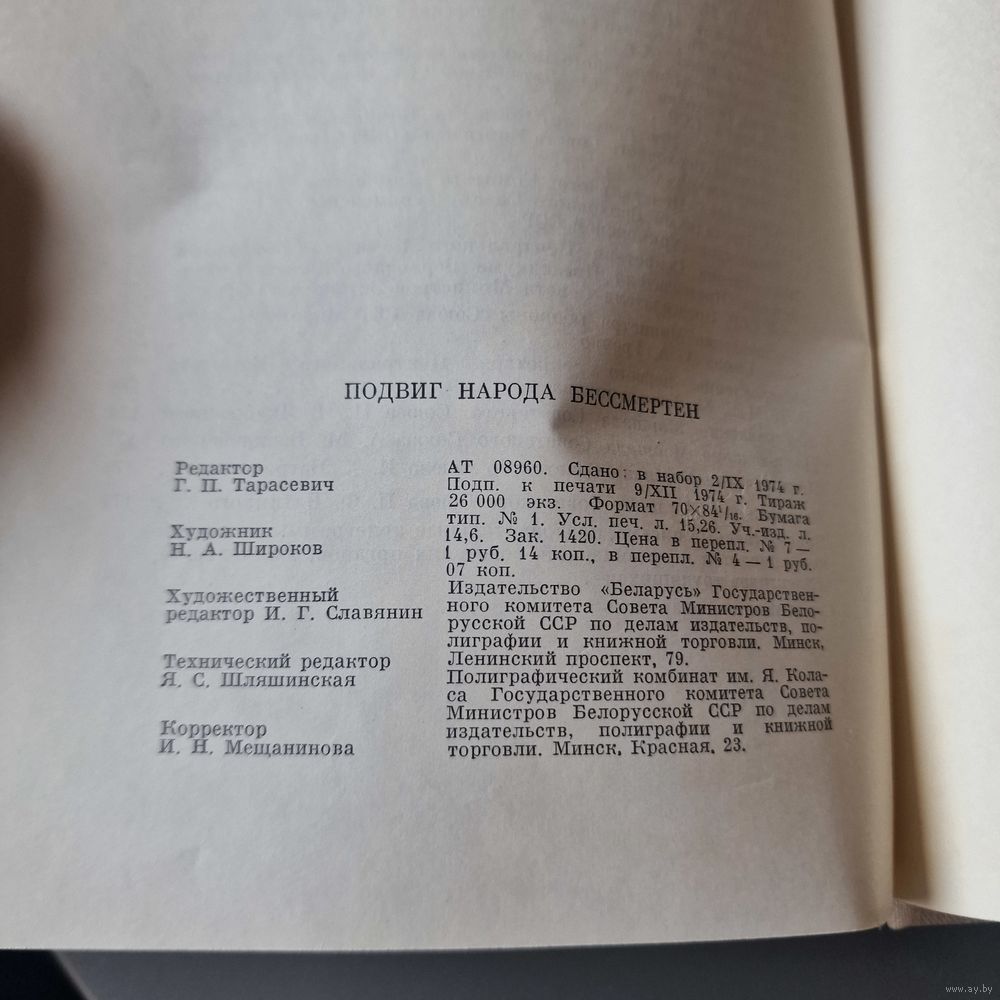 ПОДВИГ НАРОДА БЕССМЕРТЕН
Редактор
Г. П. Тарасевич
Художник
Н. А. Широков
Художественный
редактор И. Г. Славянин
Технический редактор
Я. С. Шляшинская
Корректор
И. Н. Мещанинова
АТ 08960. Сдано в набор 2/IX 1974 г.
Подп. к печати 9/XII 1974 г. Тираж
26 000 экз. Формат 70×84¹/₁₆. Бумага
тип. № 1. Усл. печ. л. 15,26. Уч.-изд. л.
14,6. Зак. 1420. Цена в перепл. № 7—
1 руб. 14 коп., в перепл. № 4—1 руб.
07 коп.
Издательство «Беларусь» Государствен-
ного комитета Совета Министров Бело-
русской ССР по делам издательств, по-
лиграфии и книжной торговли. Минск,
Ленинский проспект, 79.
Полиграфический комбинат им. Я. Кола-
са Государственного комитета Совета
Министров Белорусской ССР по делам
издательств, полиграфии и книжной
торговли. Минск, Красная, 23.
www.ay.by